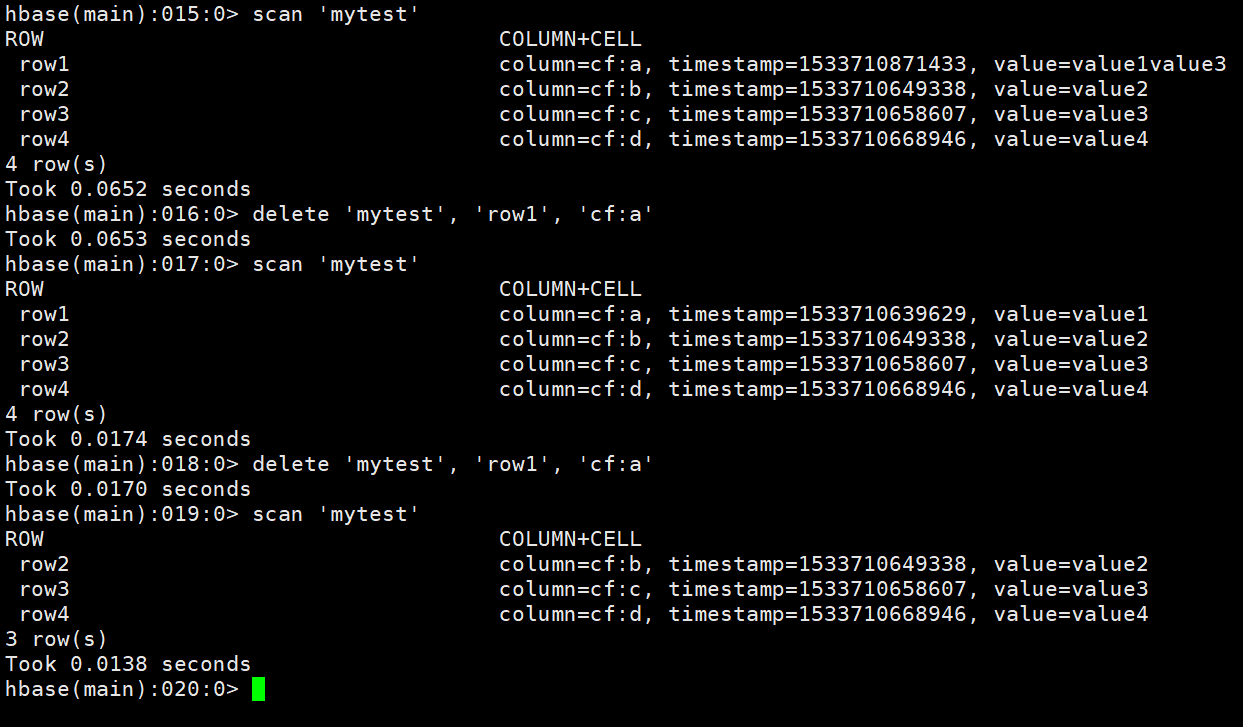 hbase(main):015:0> scan 'mytest'
ROW                                   COLUMN+CELL
 row1                                 column=cf:a, timestamp=1533710871433, value=value1value3
 row2                                 column=cf:b, timestamp=1533710649338, value=value2
 row3                                 column=cf:c, timestamp=1533710658607, value=value3
 row4                                 column=cf:d, timestamp=1533710668946, value=value4
4 row(s)
Took 0.0652 seconds
hbase(main):016:0> delete 'mytest', 'row1', 'cf:a'
Took 0.0653 seconds
hbase(main):017:0> scan 'mytest'
ROW                                   COLUMN+CELL
 row1                                 column=cf:a, timestamp=1533710639629, value=value1
 row2                                 column=cf:b, timestamp=1533710649338, value=value2
 row3                                 column=cf:c, timestamp=1533710658607, value=value3
 row4                                 column=cf:d, timestamp=1533710668946, value=value4
4 row(s)
Took 0.0174 seconds
hbase(main):018:0> delete 'mytest', 'row1', 'cf:a'
Took 0.0170 seconds
hbase(main):019:0> scan 'mytest'
ROW                                   COLUMN+CELL
 row2                                 column=cf:b, timestamp=1533710649338, value=value2
 row3                                 column=cf:c, timestamp=1533710658607, value=value3
 row4                                 column=cf:d, timestamp=1533710668946, value=value4
3 row(s)
Took 0.0138 seconds
hbase(main):020:0>